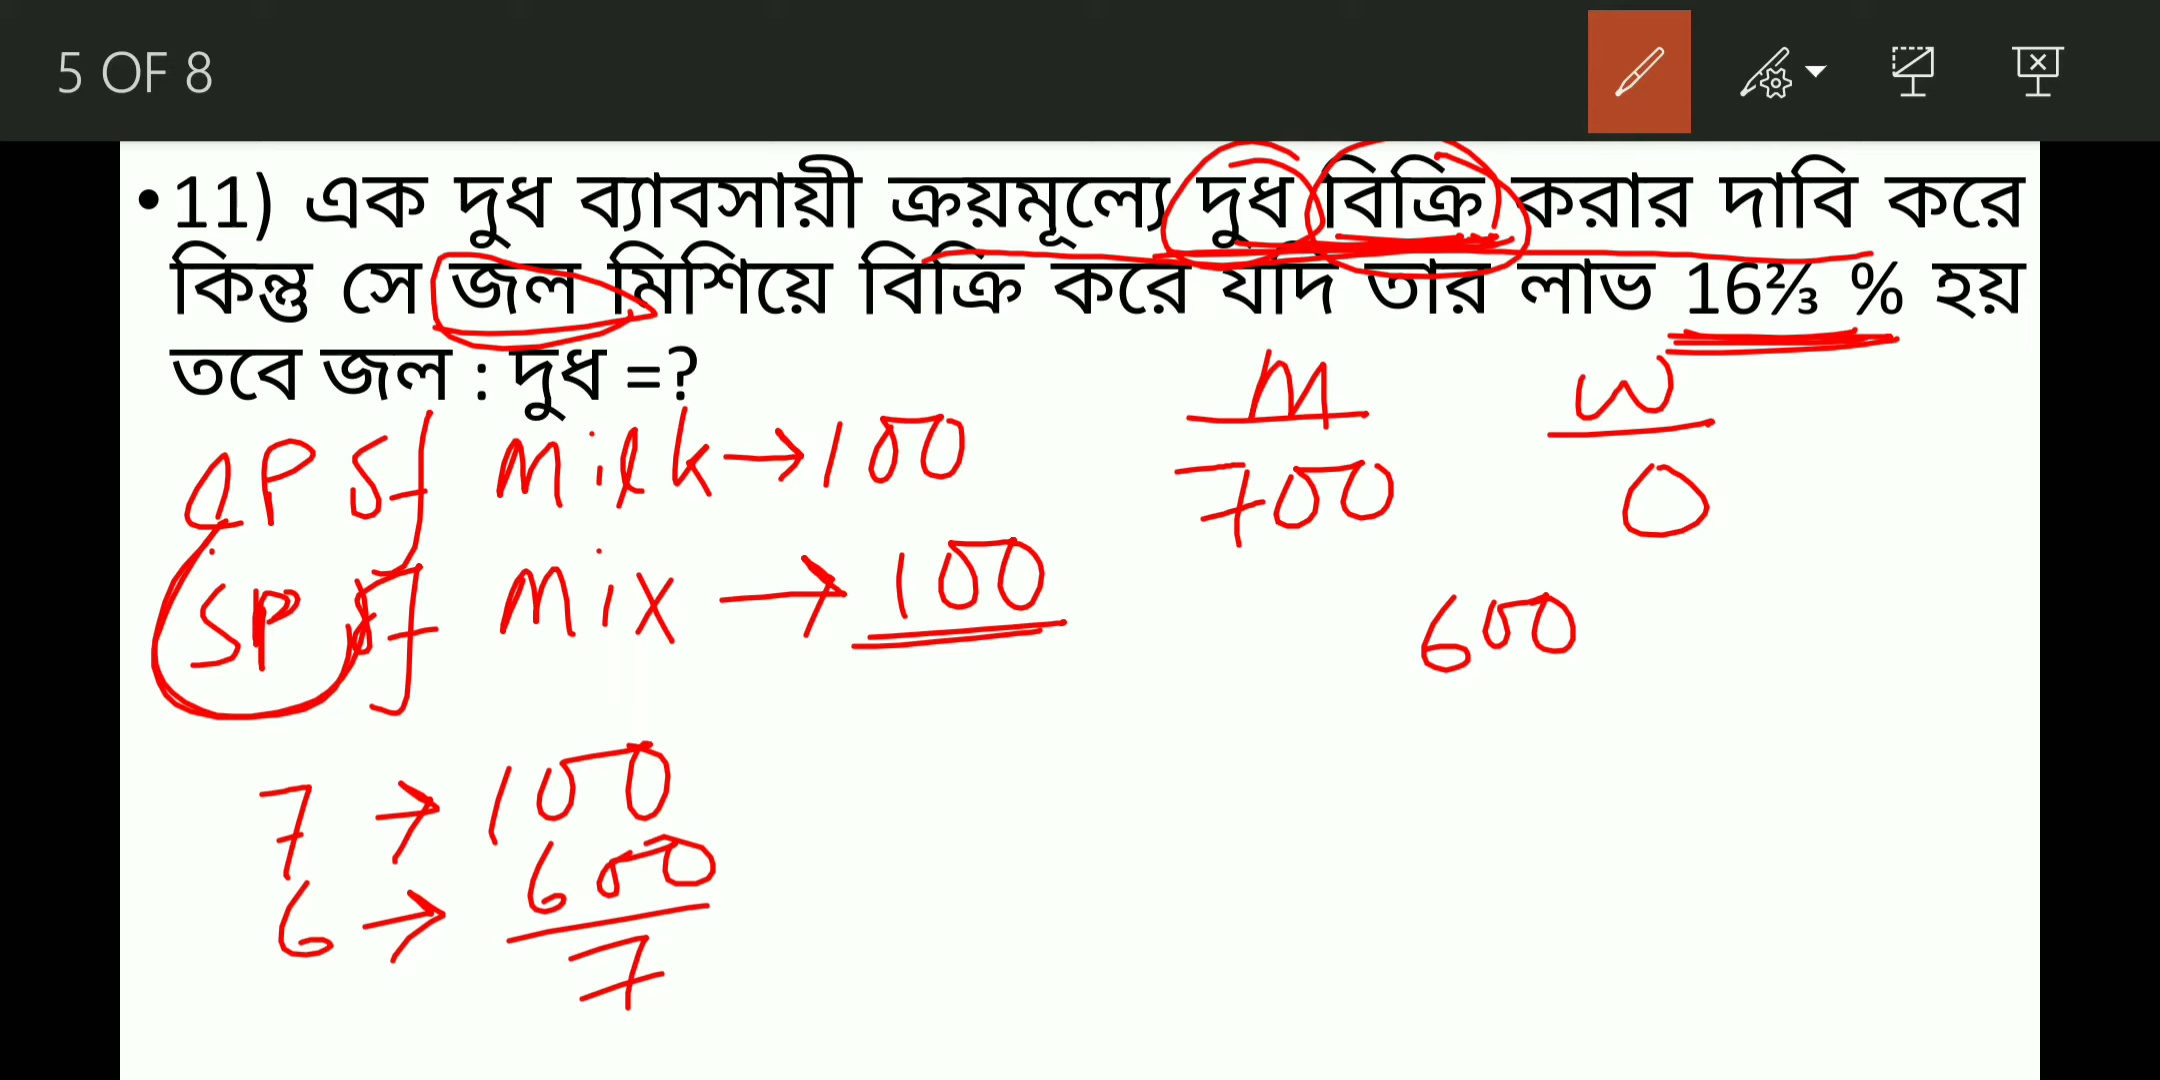 5 OF 8
•11) এক দুধ ব্যাবসায়ী ক্রয়মূল্যে দুধ বিক্রি করার দাবি করে
কিন্তু সে জল মিশিয়ে বিক্রি করে যদি তার লাভ 16⅔ % হয়
তবে জল : দুধ =?
M W
CP of Milk → 100
700 0
SP of Mix → 100
600
7 → 100
6 → 600
7